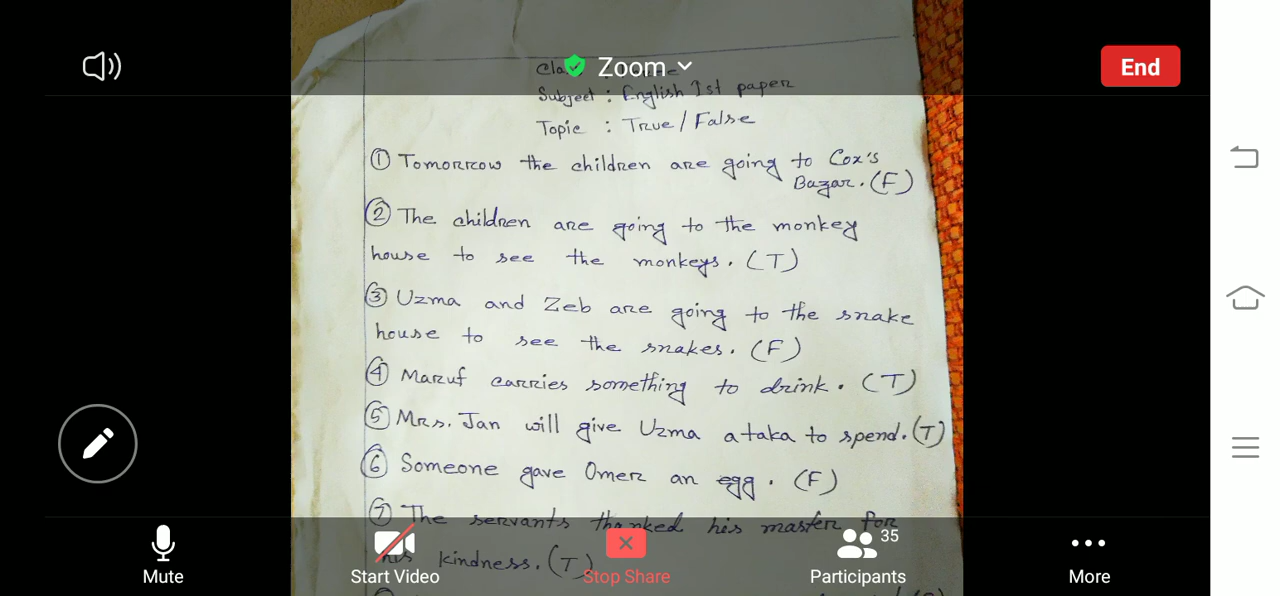 Zoom
End
Subject : English 1st paper
Topic : True / False
① Tomorrow the children are going to Cox's
Bazar. (F)
② The children are going to the monkey
house to see the monkeys. (T)
③ Uzma and Zeb are going to the snake
house to see the snakes. (F)
④ Maruf carries something to drink. (T)
⑤ Mrs. Jan will give Uzma a taka to spend. (T)
⑥ Someone gave Omer an egg. (F)
⑦ The servants thanked his master for
his kindness. (T)
35
Mute
Start Video
Stop Share
Participants
More